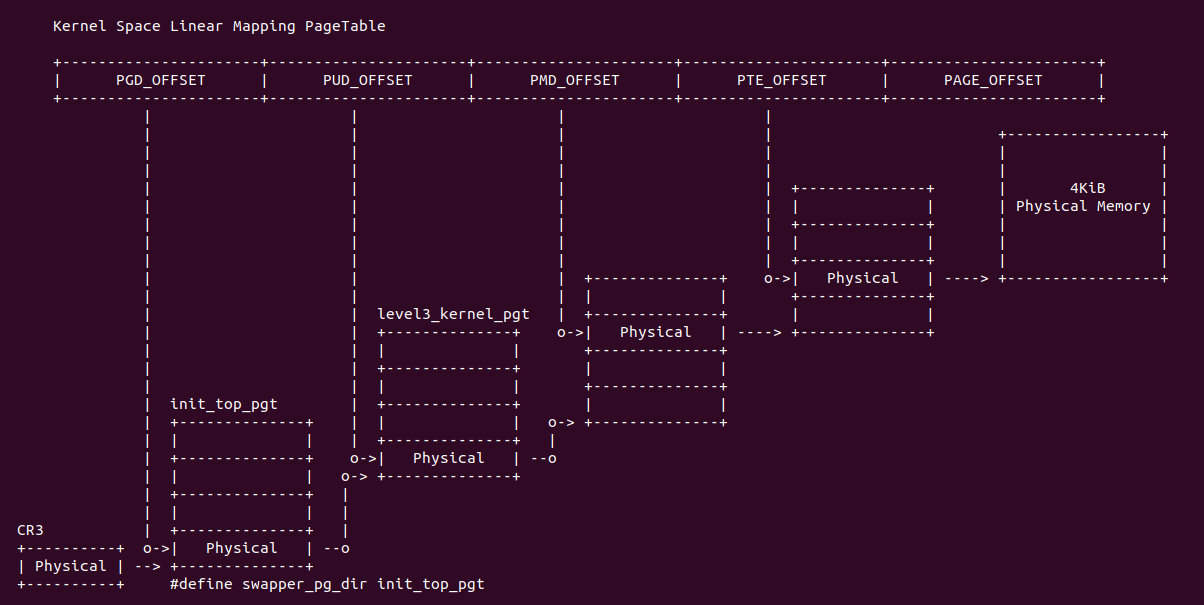 Kernel Space Linear Mapping PageTable
PGD_OFFSET PUD_OFFSET PMD_OFFSET PTE_OFFSET PAGE_OFFSET
4KiB
Physical Memory
Physical
level3_kernel_pgt
Physical
init_top_pgt
Physical
CR3
Physical
Physical
#define swapper_pg_dir init_top_pgt